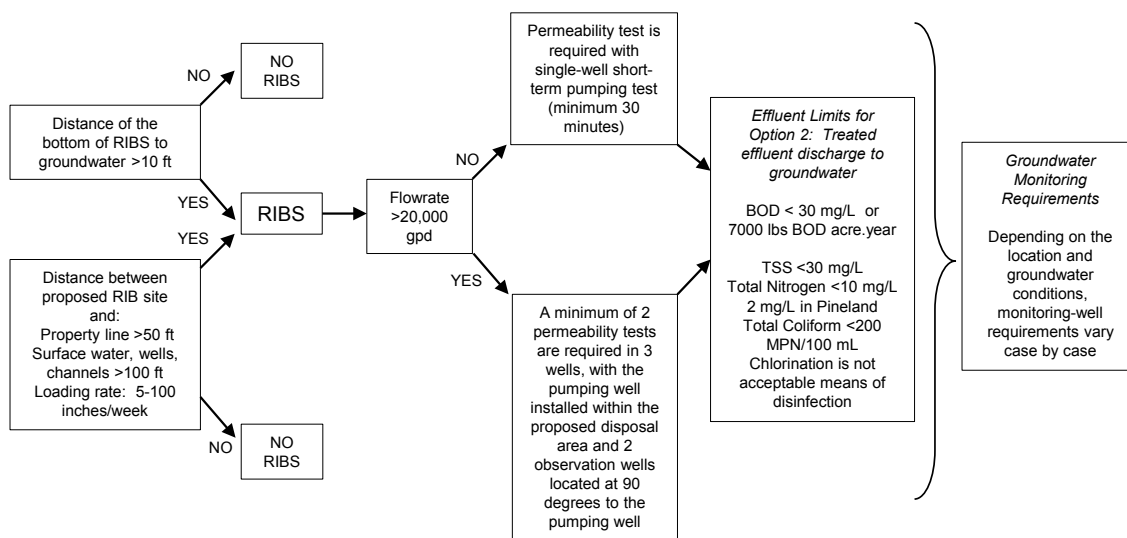 NO
NO
RIBS
Distance of the
bottom of RIBS to
groundwater >10 ft
YES
RIBS
YES
Distance between
proposed RIB site
and:
Property line >50 ft
Surface water, wells,
channels >100 ft
Loading rate:  5-100
inches/week
NO
NO
RIBS
Flowrate
>20,000
gpd
NO
Permeability test is
required with
single-well short-
term pumping test
(minimum 30
minutes)
YES
A minimum of 2
permeability tests
are required in 3
wells, with the
pumping well
installed within the
proposed disposal
area and 2
observation wells
located at 90
degrees to the
pumping well
Effluent Limits for
Option 2:  Treated
effluent discharge to
groundwater
BOD < 30 mg/L  or
7000 lbs BOD acre.year
TSS <30 mg/L
Total Nitrogen <10 mg/L
2 mg/L in Pineland
Total Coliform <200
MPN/100 mL
Chlorination is not
acceptable means of
disinfection
Groundwater
Monitoring
Requirements
Depending on the
location and
groundwater
conditions,
monitoring-well
requirements vary
case by case